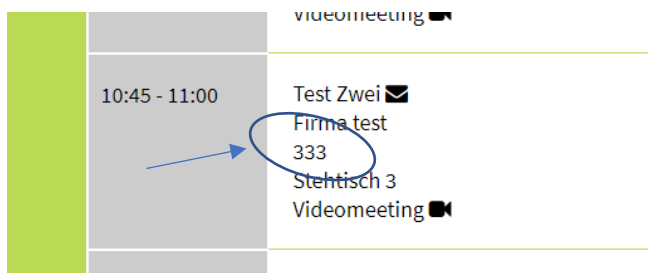 Videomeeting
10:45 - 11:00
Test Zwei
Firma test
333
Stehtisch 3
Videomeeting